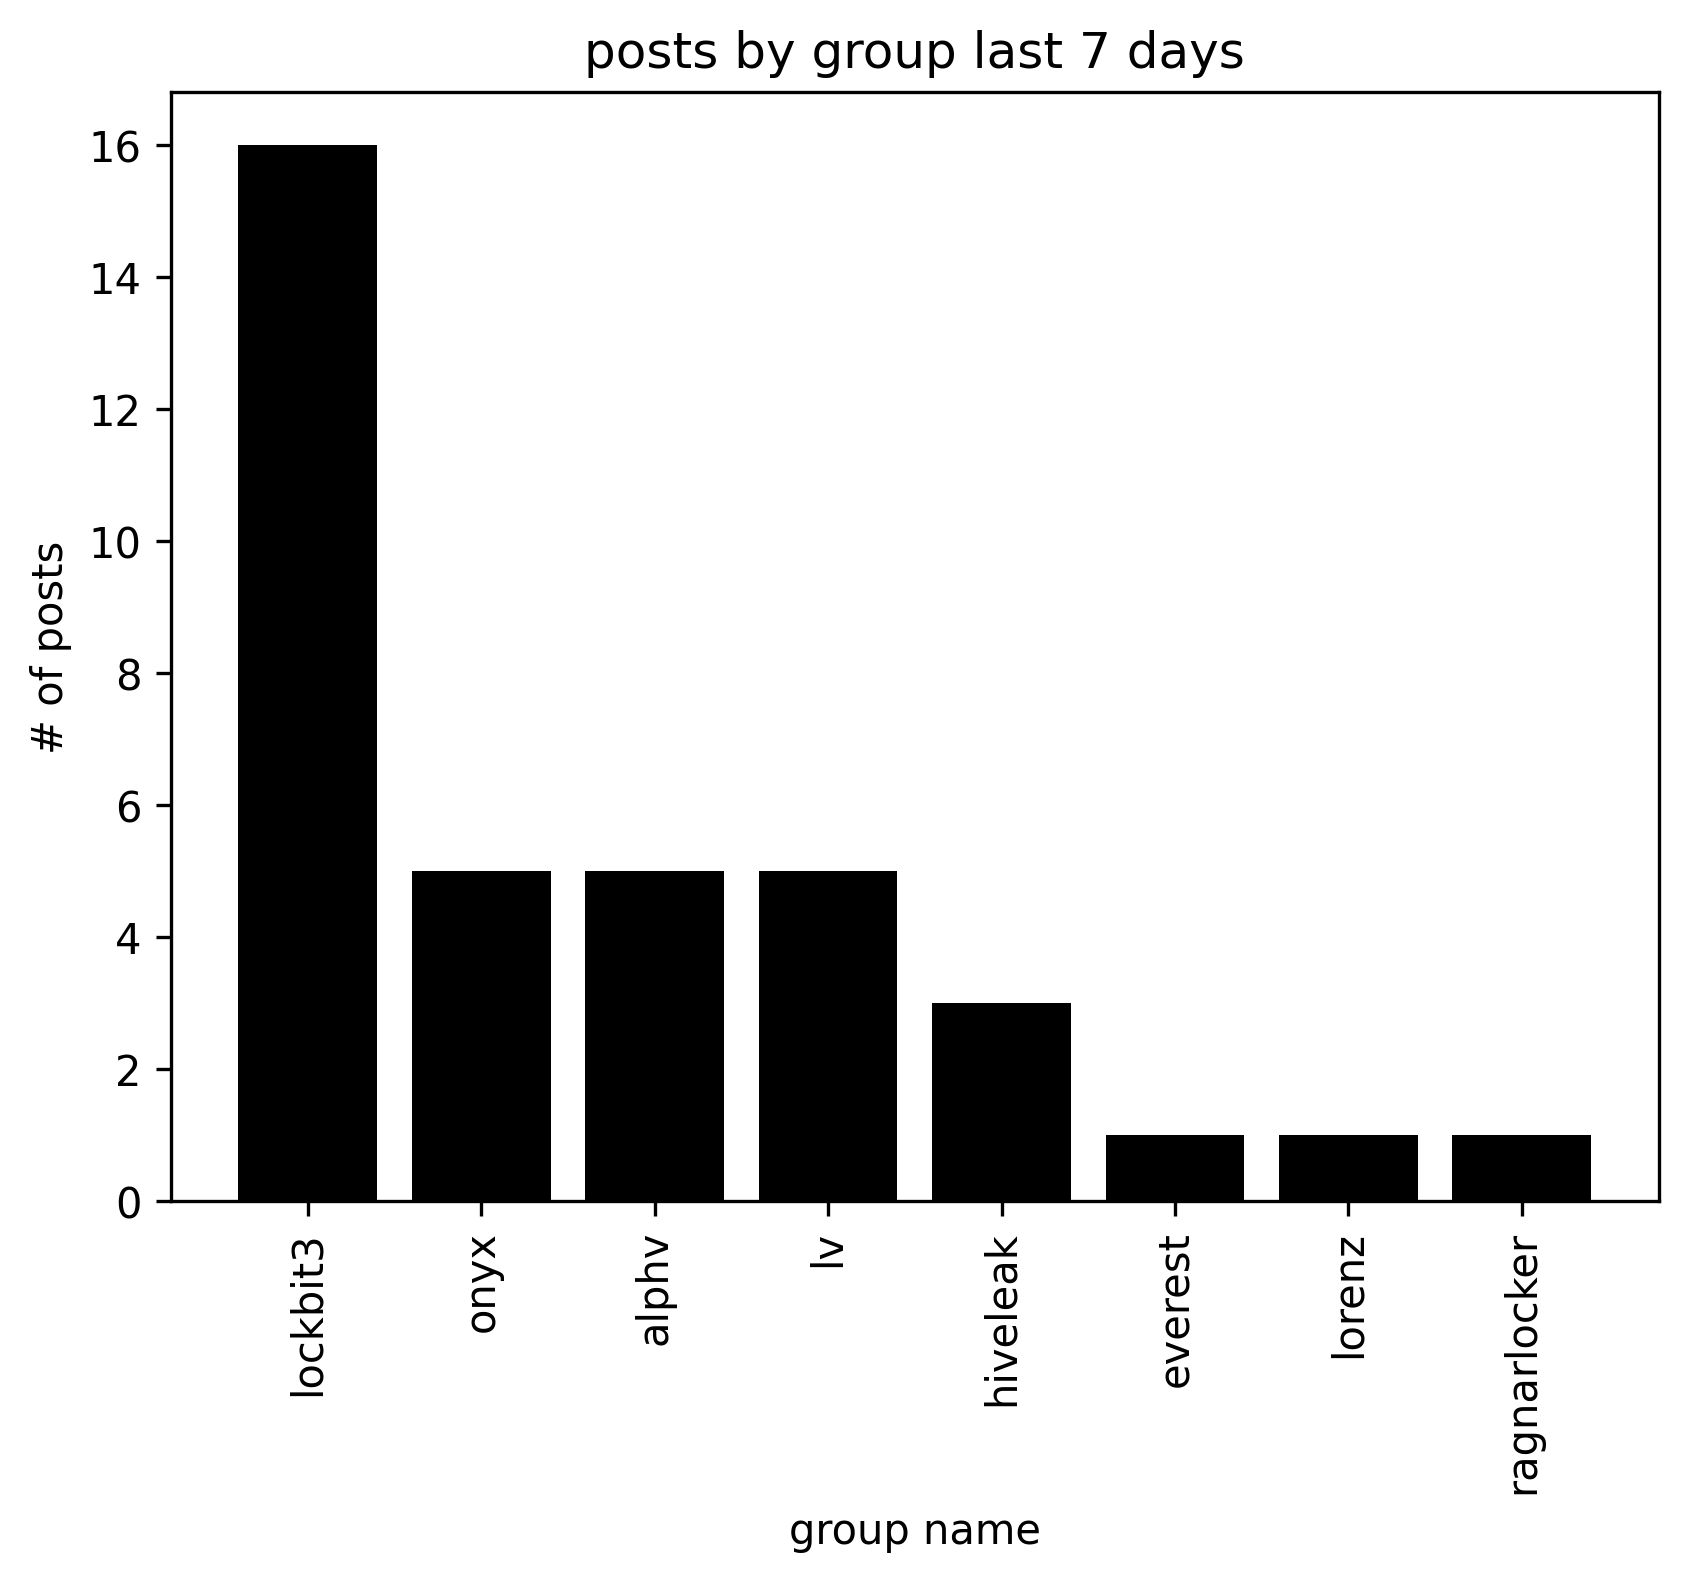 posts by group last 7 days
16
14
12
10
8
6
4
2
0
# of posts
lockbit3
onyx
alphv
lv
hiveleak
everest
lorenz
ragnarlocker
group name